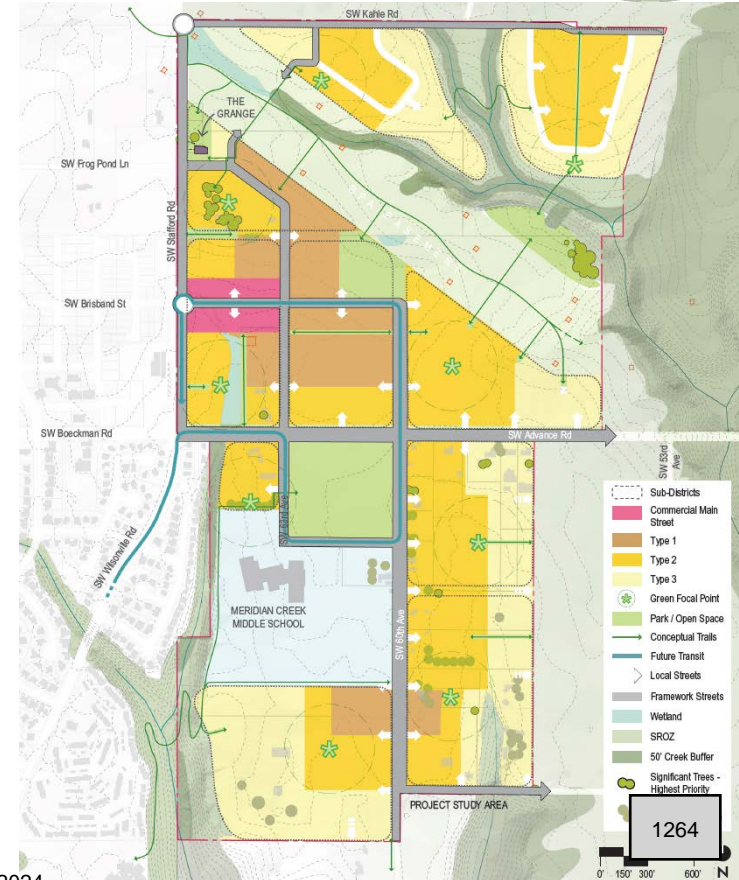 SW Kahle Rd
THE
GRANGE
SW Frog Pond Ln
SW Stafford Rd
SW Brisband St
SW Boeckman Rd
SW Advance Rd
SW 53rd
Ave
SW 63rd Ave
SW Wilsonville Rd
MERIDIAN CREEK
MIDDLE SCHOOL
SW 60th Ave
PROJECT STUDY AREA
Sub-Districts
Commercial Main
Street
Type 1
Type 2
Type 3
Green Focal Point
Park / Open Space
Conceptual Trails
Future Transit
Local Streets
Framework Streets
Wetland
SROZ
50' Creek Buffer
Significant Trees -
Highest Priority
1264
0' 150' 300' 600' N